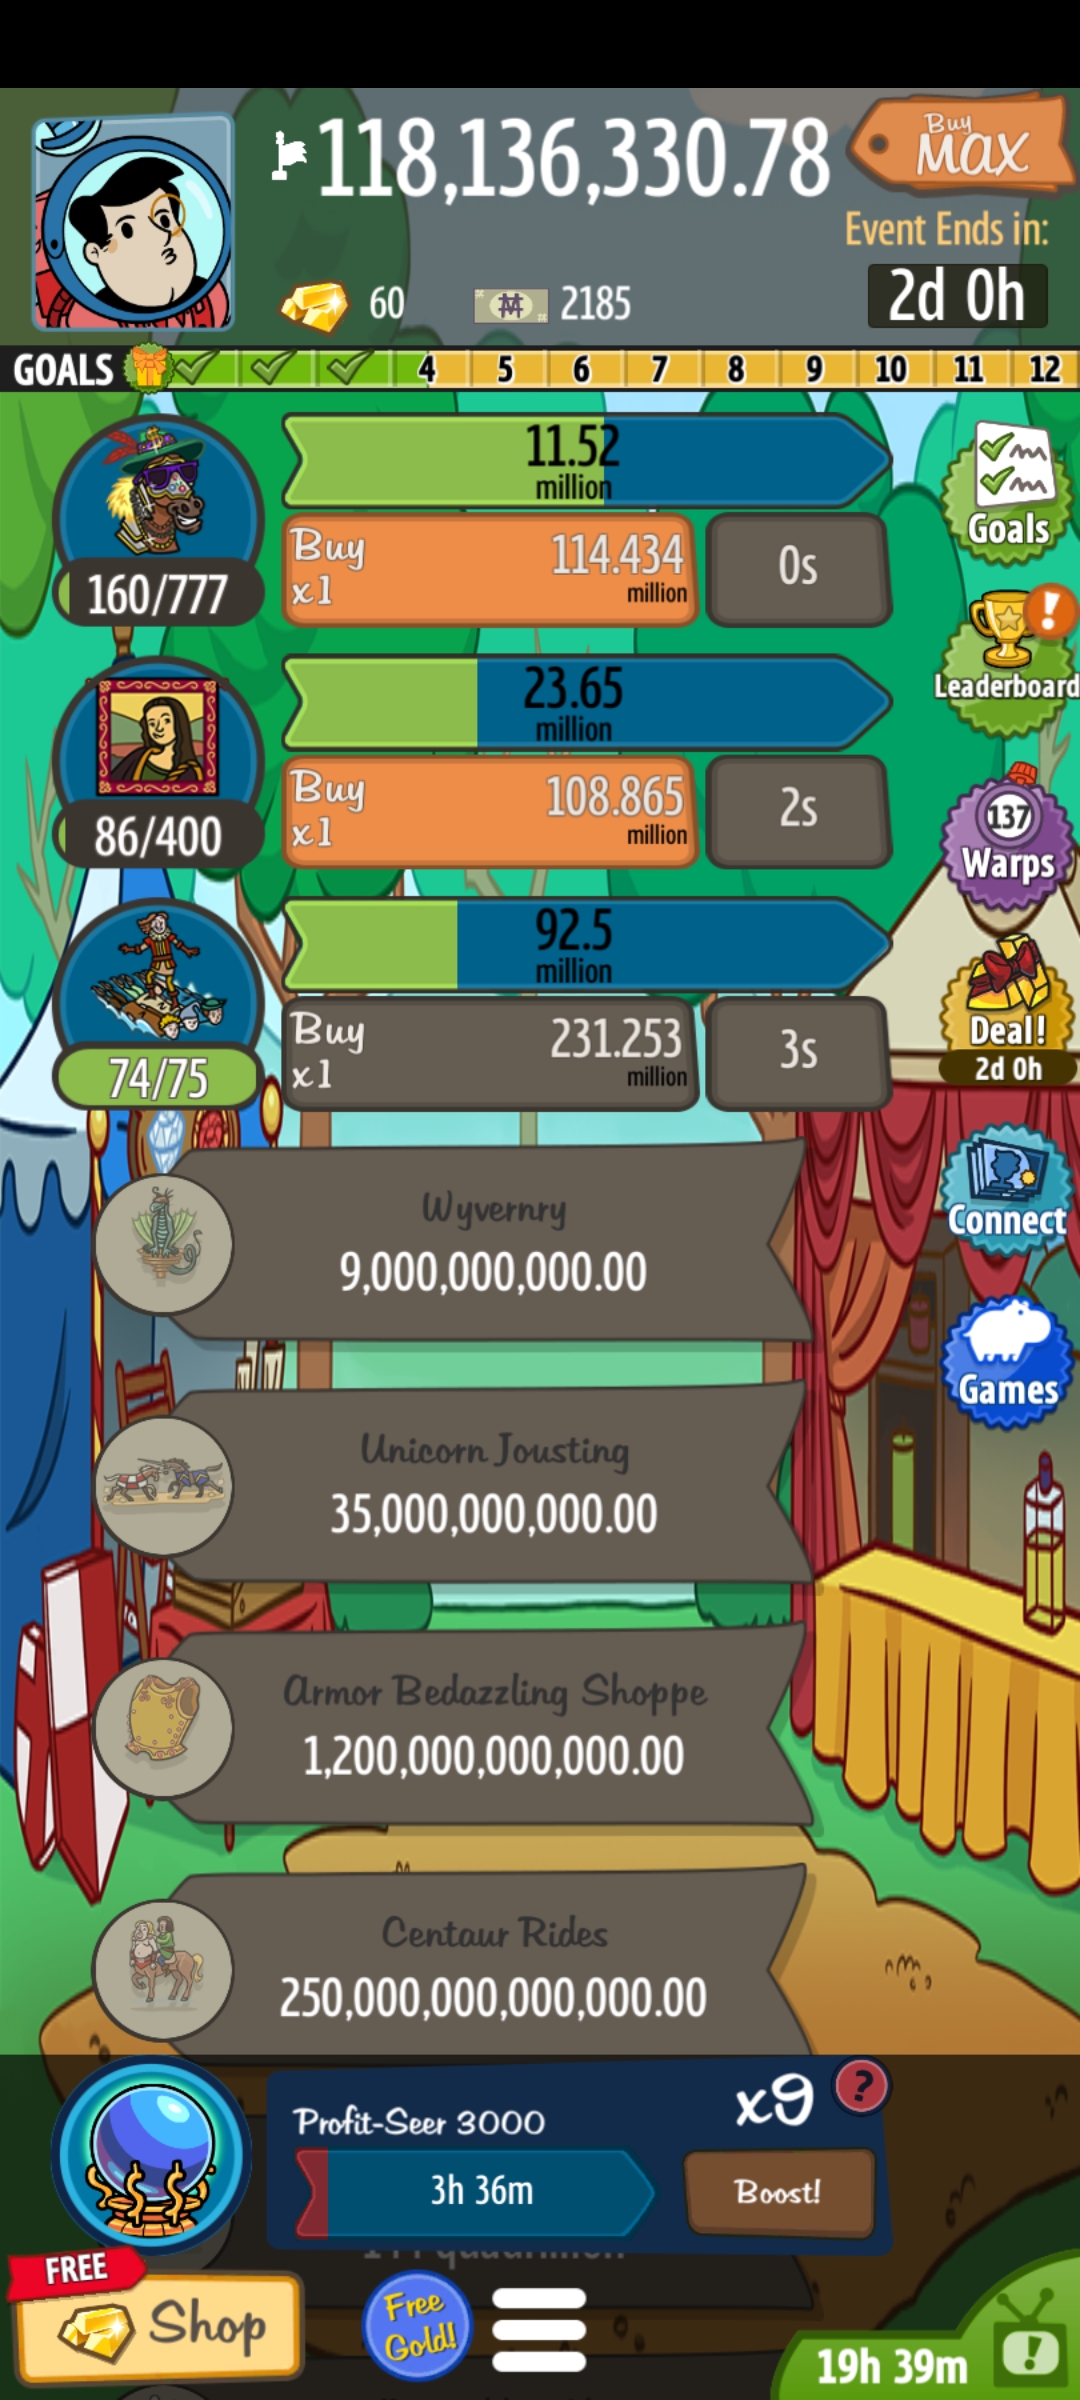 118,136,330.78
Buy
Max
Event Ends in:
60
2185
2d 0h
GOALS 4 5 6 7 8 9 10 11 12
11.52
million
Buy
x1
114.434
million
0s
160/777
Goals
23.65
million
Leaderboard
Buy
x1
108.865
million
2s
86/400
137
Warps
92.5
million
Buy
x1
231.253
million
3s
74/75
Deal!
2d 0h
Wyvernry
9,000,000,000.00
Connect
Games
Unicorn Jousting
35,000,000,000.00
Armor Bedazzling Shoppe
1,200,000,000,000.00
Centaur Rides
250,000,000,000,000.00
Profit-Seer 3000
x9
?
3h 36m
Boost!
FREE
Shop
Free
Gold!
19h 39m
!